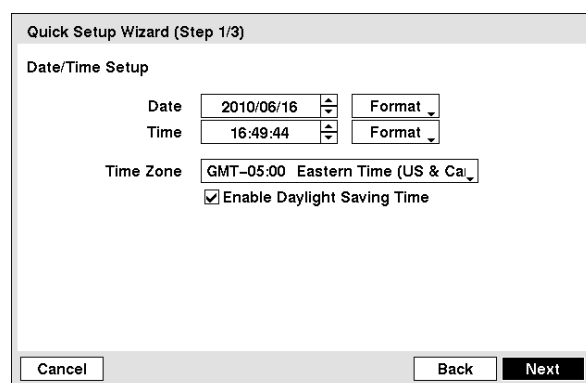 Quick Setup Wizard (Step 1/3)
Date/Time Setup
Date 2010/06/16 Format
Time 16:49:44 Format
Time Zone GMT-05:00 Eastern Time (US & Ca
Enable Daylight Saving Time
Cancel Back Next